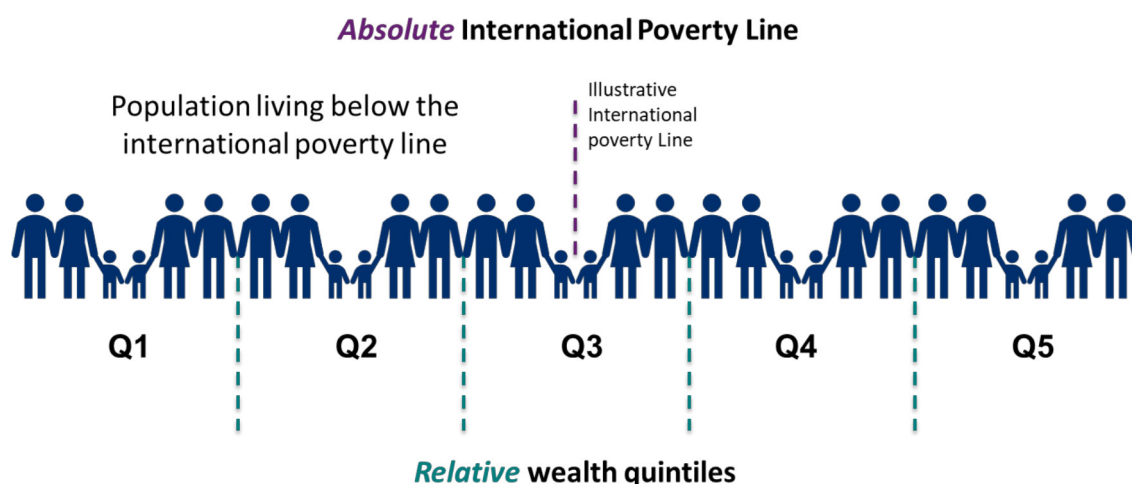 Absolute International Poverty Line
Population living below the
international poverty line
Illustrative
International
poverty Line
Q1 Q2 Q3 Q4 Q5
Relative wealth quintiles